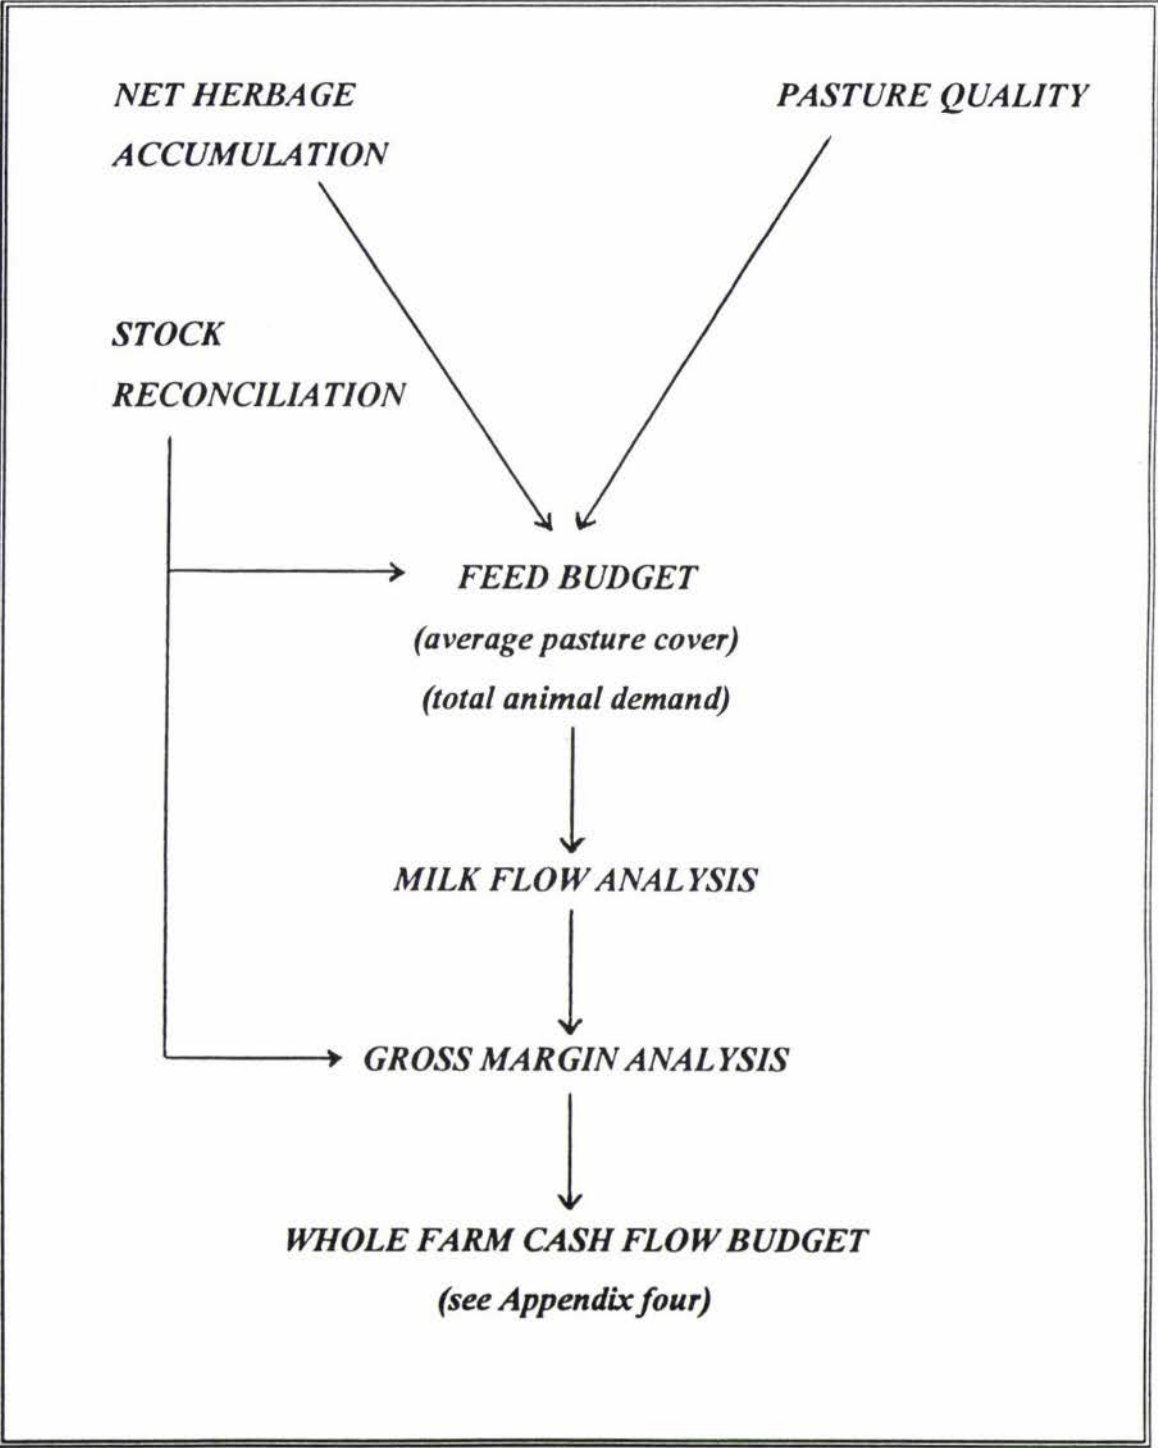 NET HERBAGE
ACCUMULATION
PASTURE QUALITY
STOCK
RECONCILIATION
FEED BUDGET
(average pasture cover)
(total animal demand)
MILK FLOW ANALYSIS
GROSS MARGIN ANALYSIS
WHOLE FARM CASH FLOW BUDGET
(see Appendix four)